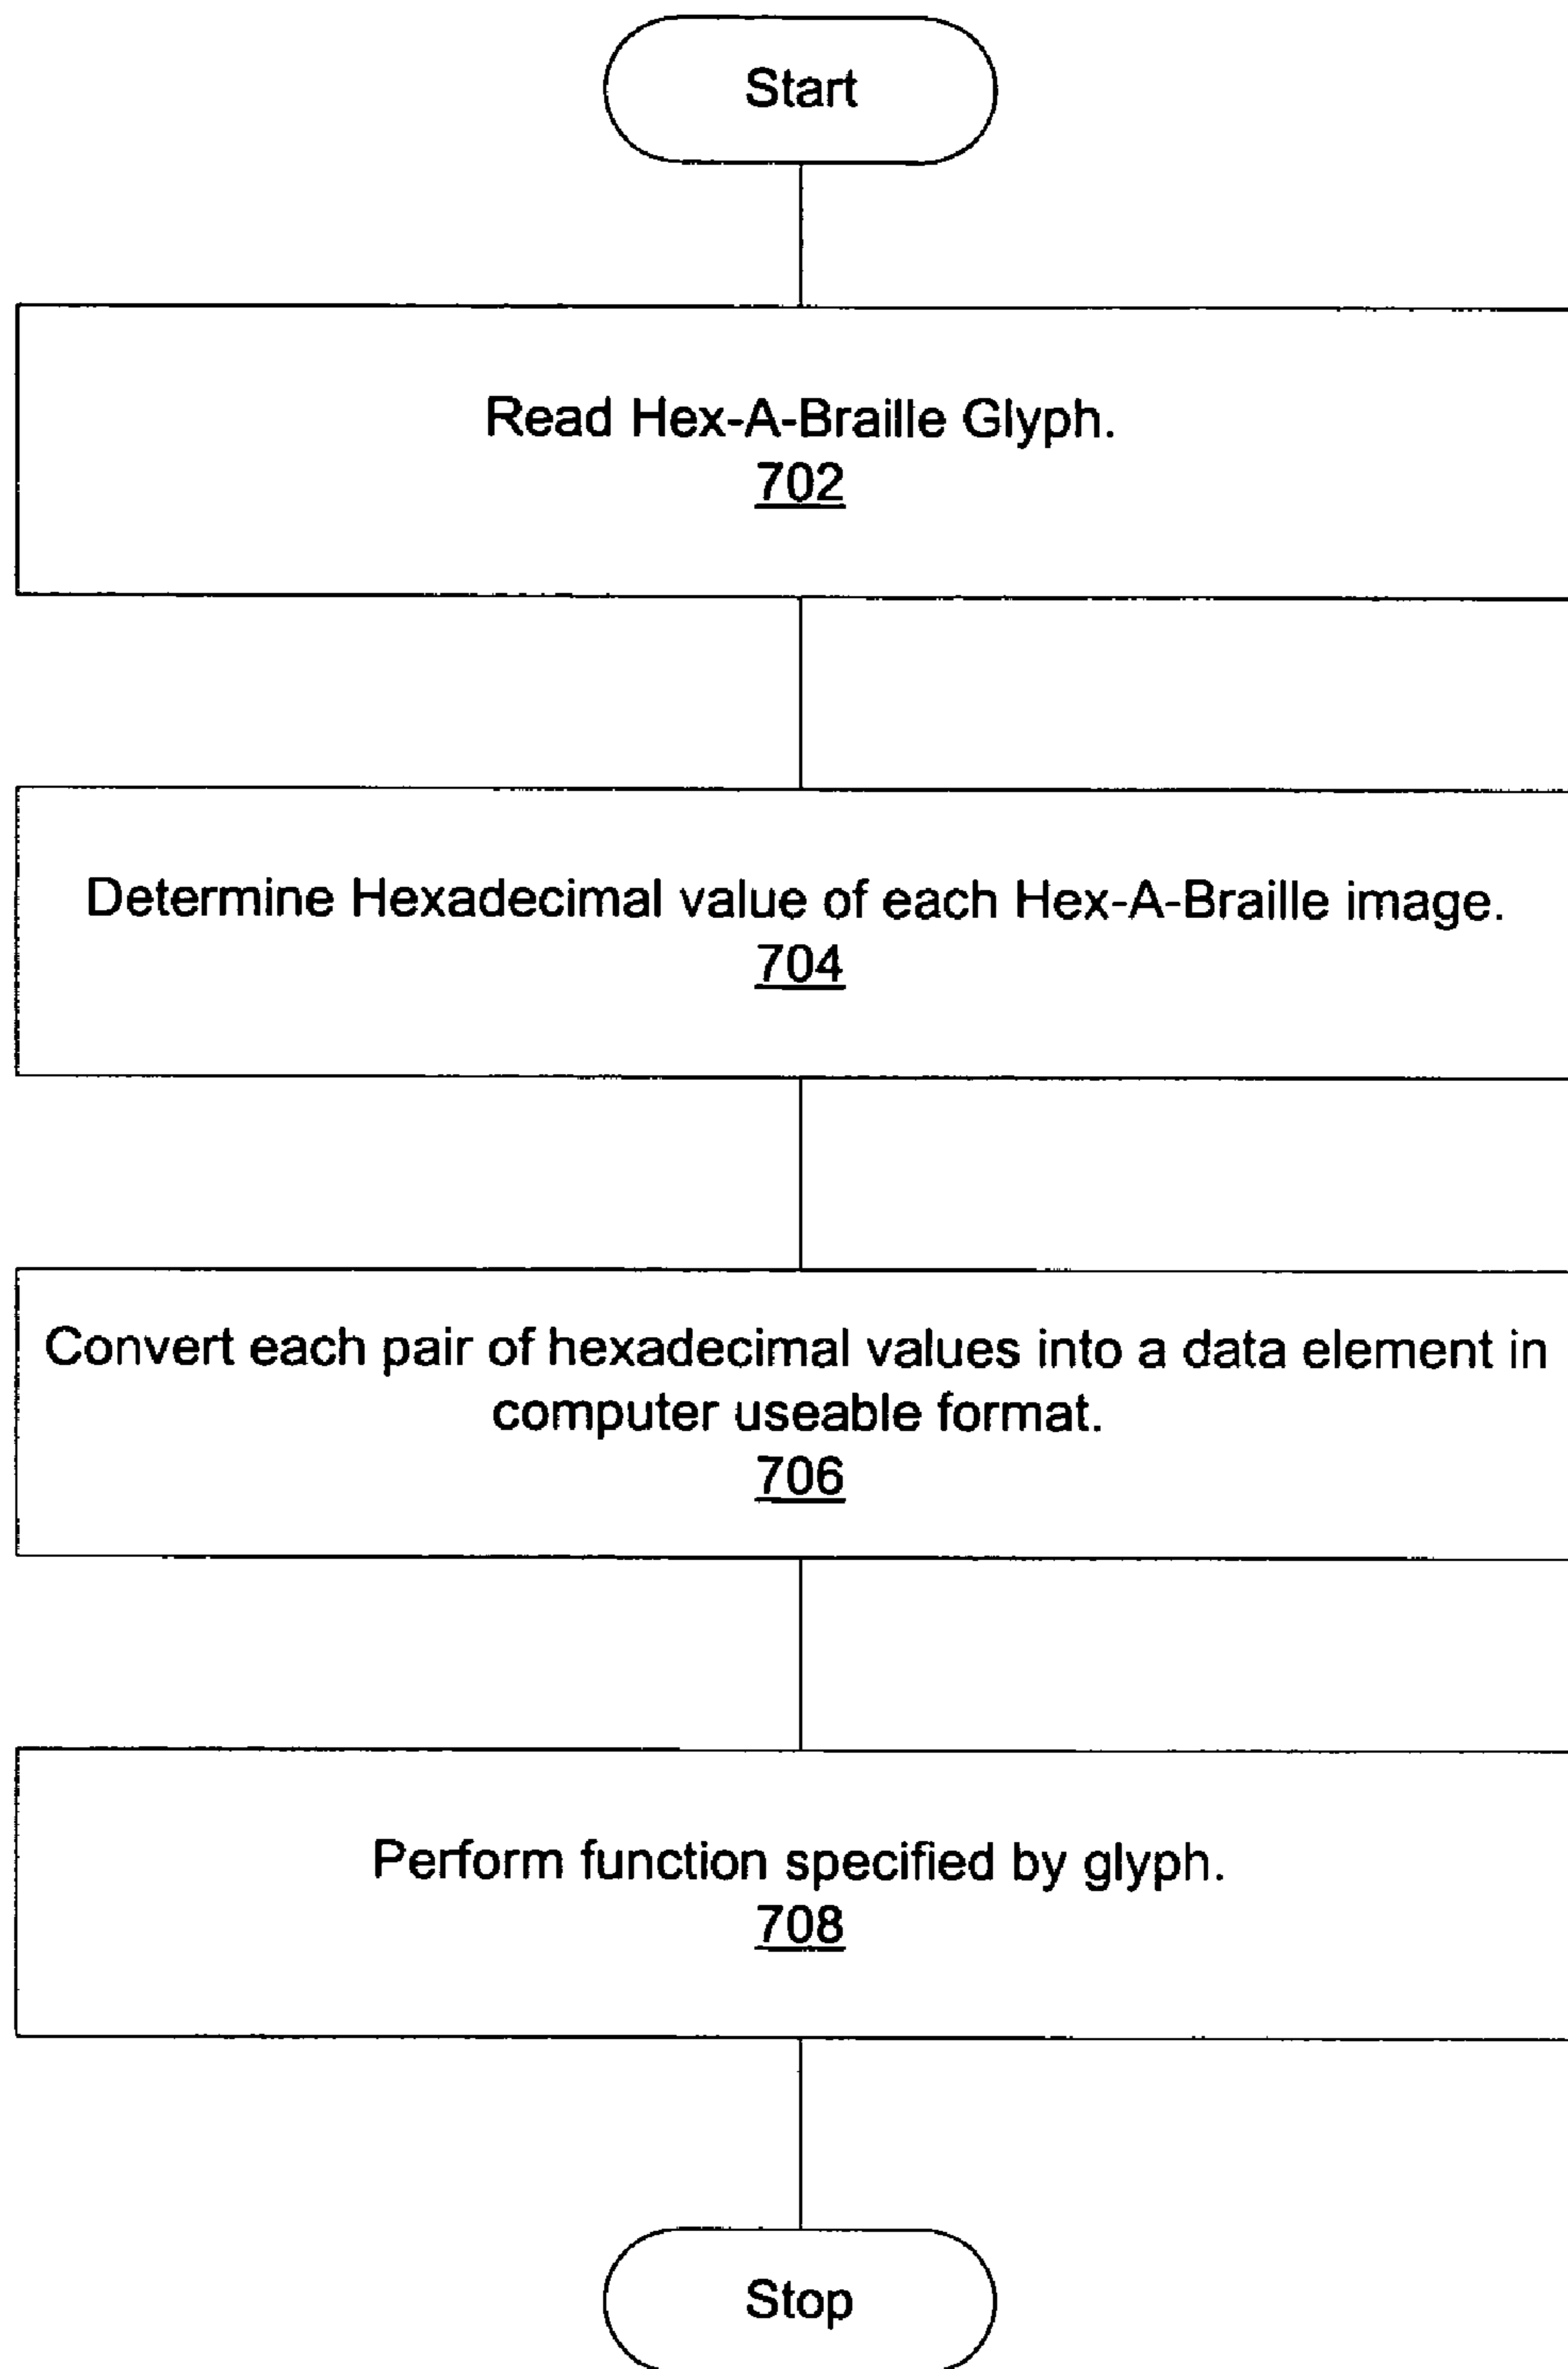 Start
Read Hex-A-Braille Glyph.
702
Determine Hexadecimal value of each Hex-A-Braille image.
704
Convert each pair of hexadecimal values into a data element in
computer useable format.
706
Perform function specified by glyph.
708
Stop